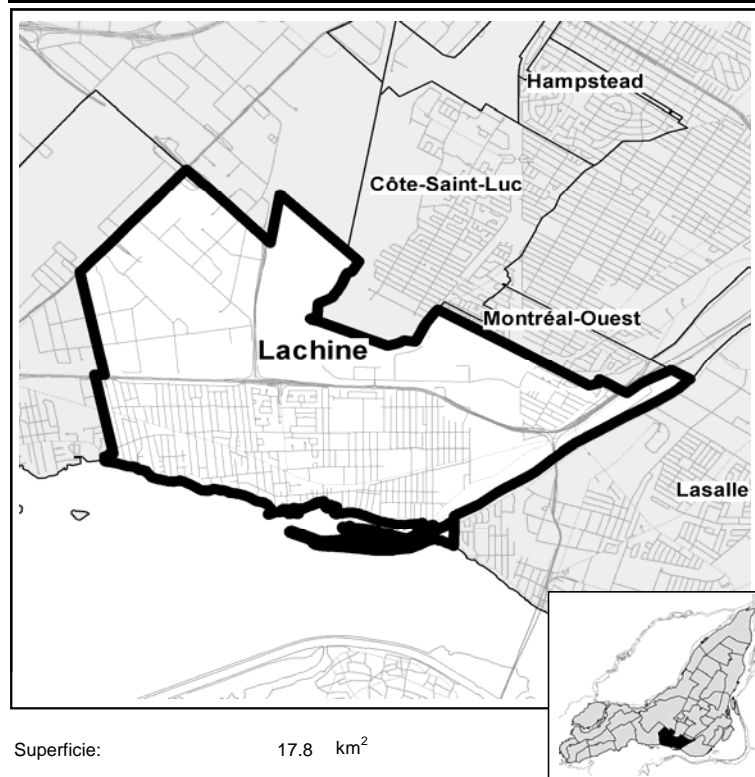 Hampstead
Côte-Saint-Luc
Montréal-Ouest
Lachine
Lasalle
Superficie: 17.8 km²